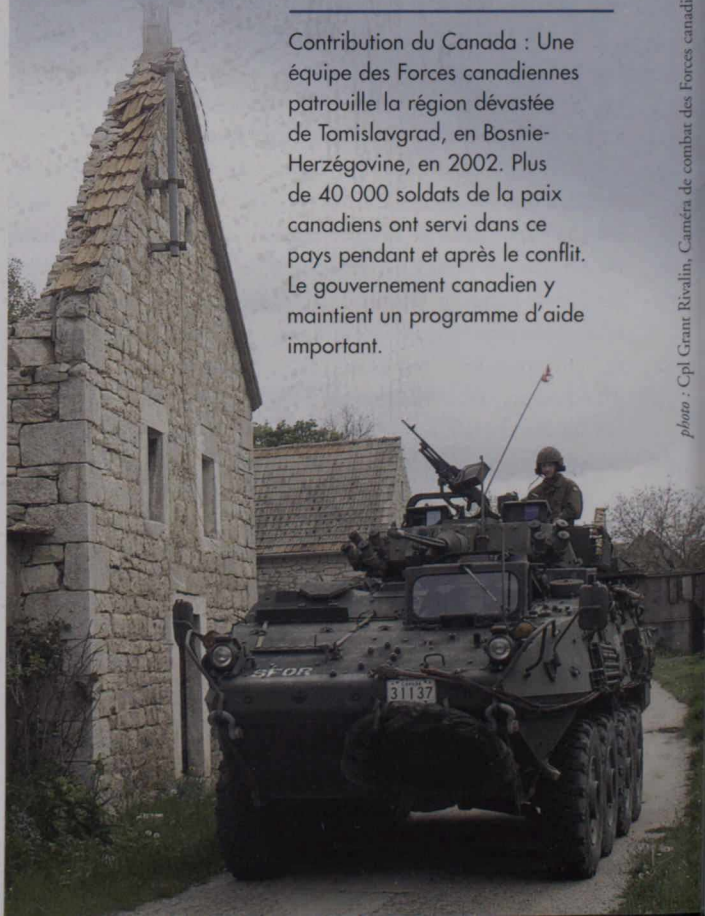 Contribution du Canada : Une
équipe des Forces canadiennes
patrouille la région dévastée
de Tomislavgrad, en Bosnie-
Herzégovine, en 2002. Plus
de 40 000 soldats de la paix
canadiens ont servi dans ce
pays pendant et après le conflit.
Le gouvernement canadien y
maintient un programme d'aide
important.
photo : Cpl Grant Rivalin, Caméra de combat des Forces canadi
SFOR
31137